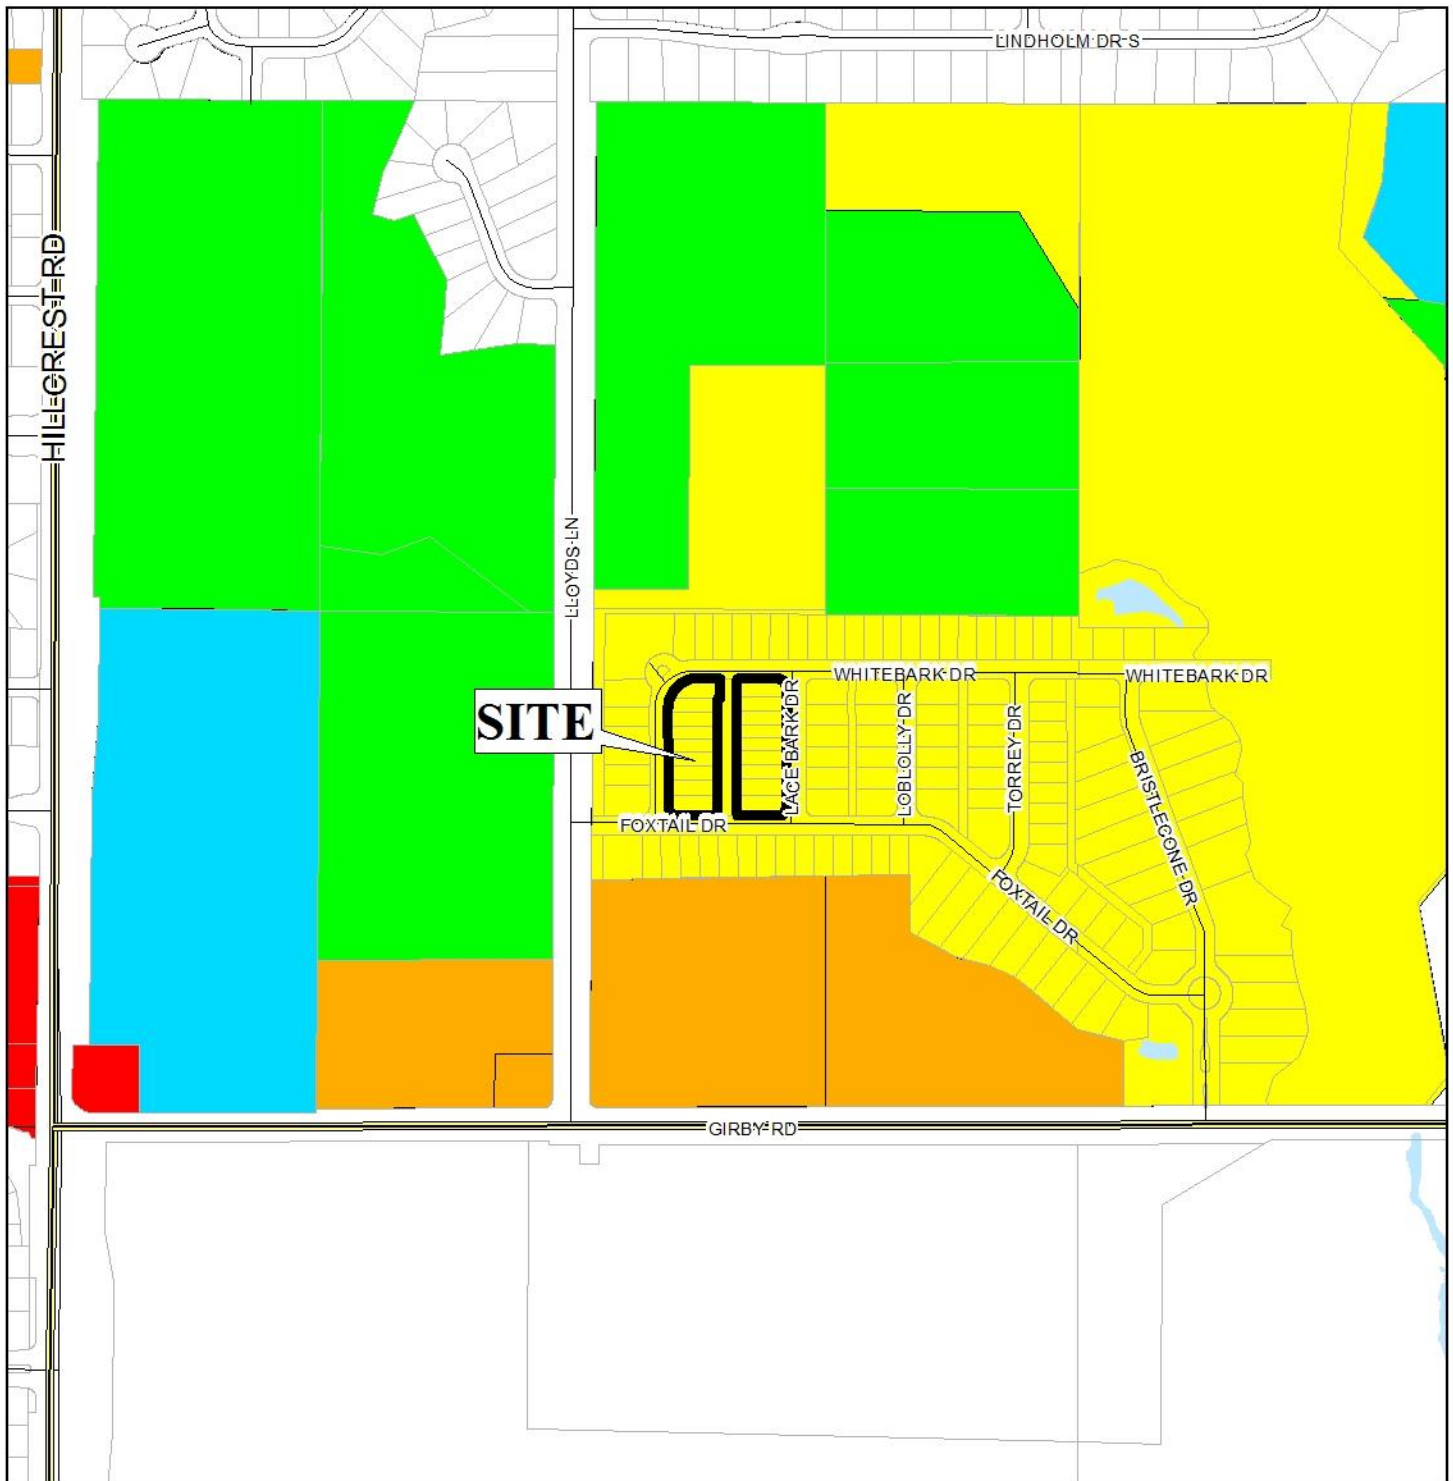 LINDHOLM DR S
HILLCREST RD
LLOYDS LN
WHITEBARK DR
WHITEBARK DR
SITE
LACE BARK DR
LOBLOLLY DR
TORREY DR
BRISTLECONE DR
FOXTAIL DR
FOXTAIL DR
GIRBY RD